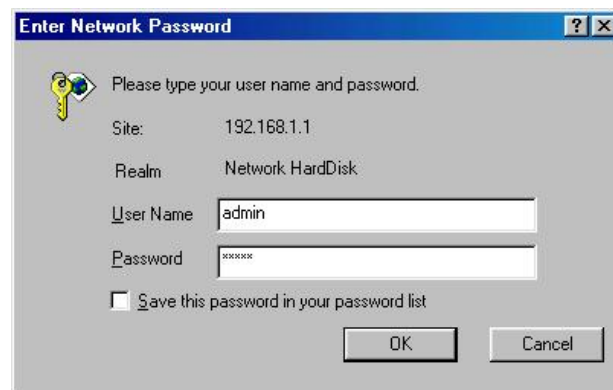 Enter Network Password
Please type your user name and password.
Site: 192.168.1.1
Realm Network HardDisk
User Name admin
Password *****
Save this password in your password list
OK Cancel